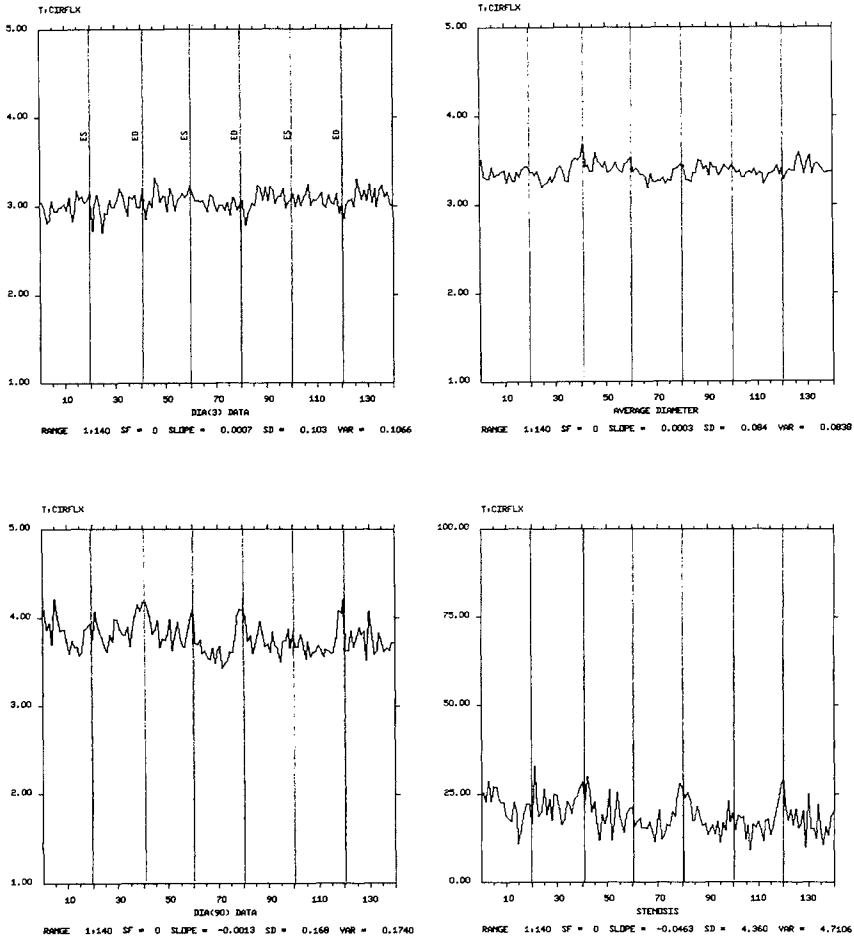 T:CIRFLX
5.00
4.00
3.00
2.00
1.00
ES
ED
ES
ED
ES
ED
10 30 50 70 90 110 130
DIA(3) DATA
RANGE 1:140 SF = 0 SLOPE = 0.0007 SD = 0.103 VAR = 0.1066
T:CIRFLX
5.00
4.00
3.00
2.00
1.00
10 30 50 70 90 110 130
AVERAGE DIAMETER
RANGE 1:140 SF = 0 SLOPE = 0.0003 SD = 0.084 VAR = 0.0838
T:CIRFLX
5.00
4.00
3.00
2.00
1.00
10 30 50 70 90 110 130
DIA(90) DATA
RANGE 1:140 SF = 0 SLOPE = -0.0013 SD = 0.168 VAR = 0.1740
T:CIRFLX
100.00
75.00
50.00
25.00
0.00
10 30 50 70 90 110 130
STENOSIS
RANGE 1:140 SF = 0 SLOPE = -0.0463 SD = 4.360 VAR = 4.7106